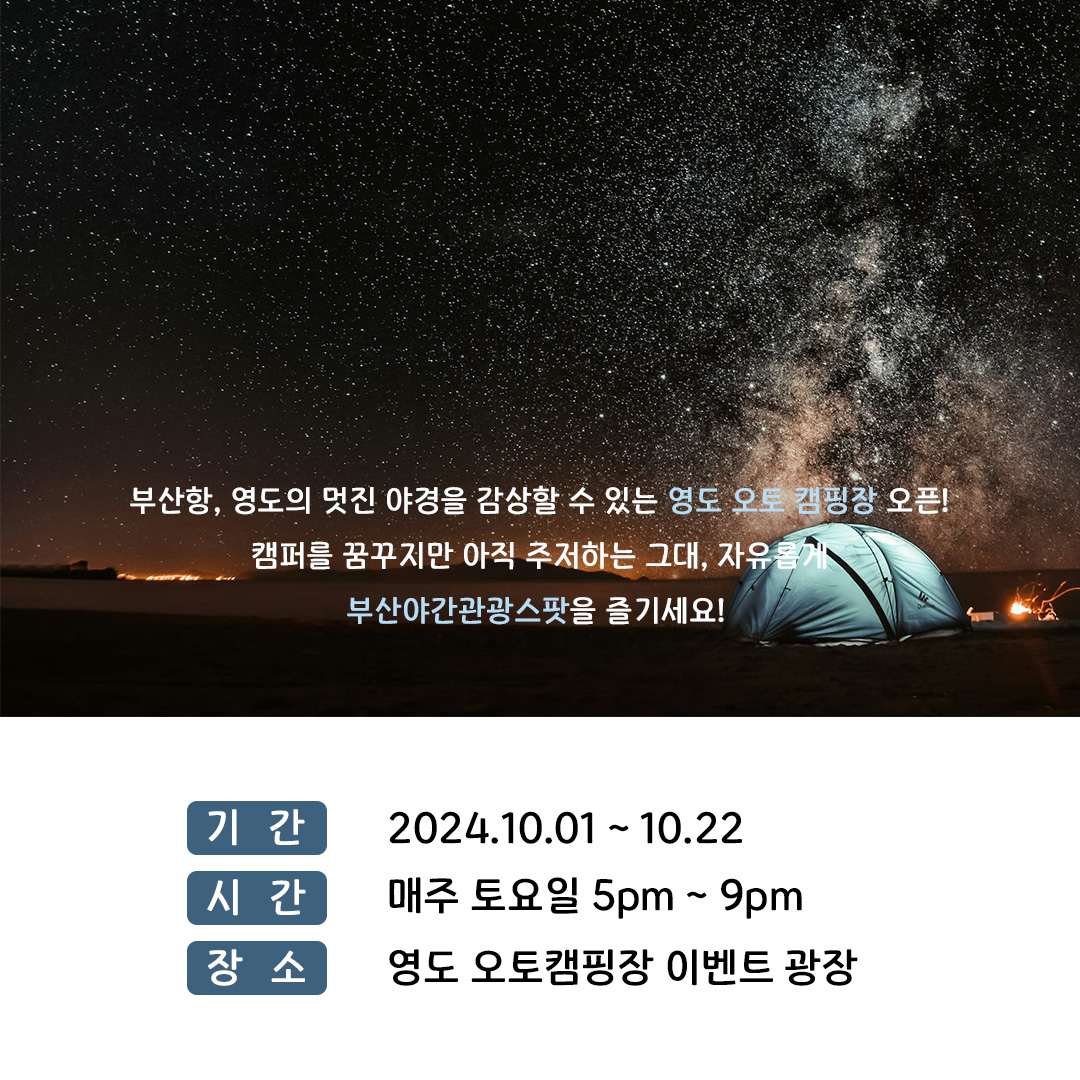 부산항, 영도의 멋진 야경을 감상할 수 있는 영도 오토 캠핑장 오픈!
캠퍼를 꿈꾸지만 아직 주저하는 그대, 자유롭게
부산야간관광스팟을 즐기세요!
기 간 2024.10.01 ~ 10.22
시 간 매주 토요일 5pm ~ 9pm
장 소 영도 오토캠핑장 이벤트 광장